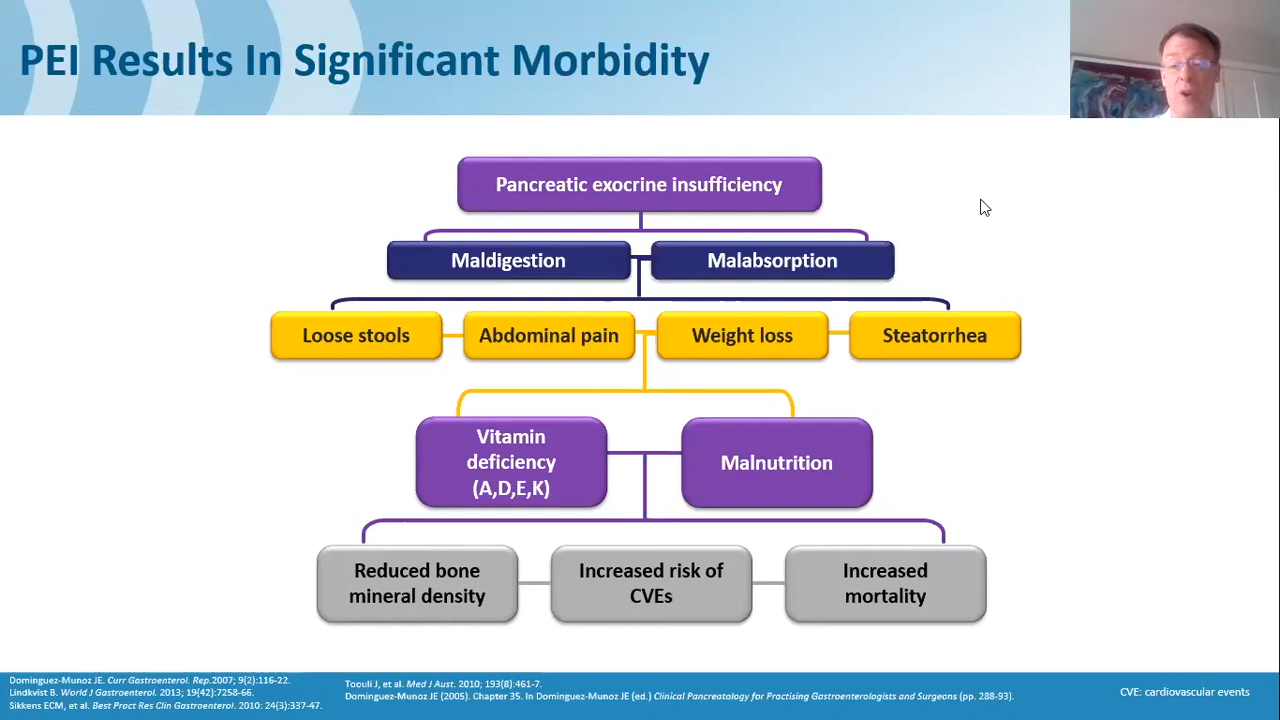 PEI Results In Significant Morbidity
Pancreatic exocrine insufficiency
Maldigestion
Malabsorption
Loose stools
Abdominal pain
Weight loss
Steatorrhea
Vitamin
deficiency
(A,D,E,K)
Malnutrition
Reduced bone
mineral density
Increased risk of
CVEs
Increased
mortality
Dominguez-Munoz JE. Curr Gastroenterol. Rep.2007; 9(2):116-22.
Lindkvist B. World J Gastroenterol. 2013; 19(42):7258-66.
Sikkens ECM, et al. Best Pract Res Clin Gastroenterol. 2010: 24(3):337-47.
Toouli J, et al. Med J Aust. 2010; 193(8):461-7.
Dominguez-Munoz JE (2005). Chapter 35. In Dominguez-Munoz JE (ed.) Clinical Pancreatology for Practising Gastroenterologists and Surgeons (pp. 288-93).
CVE: cardiovascular events